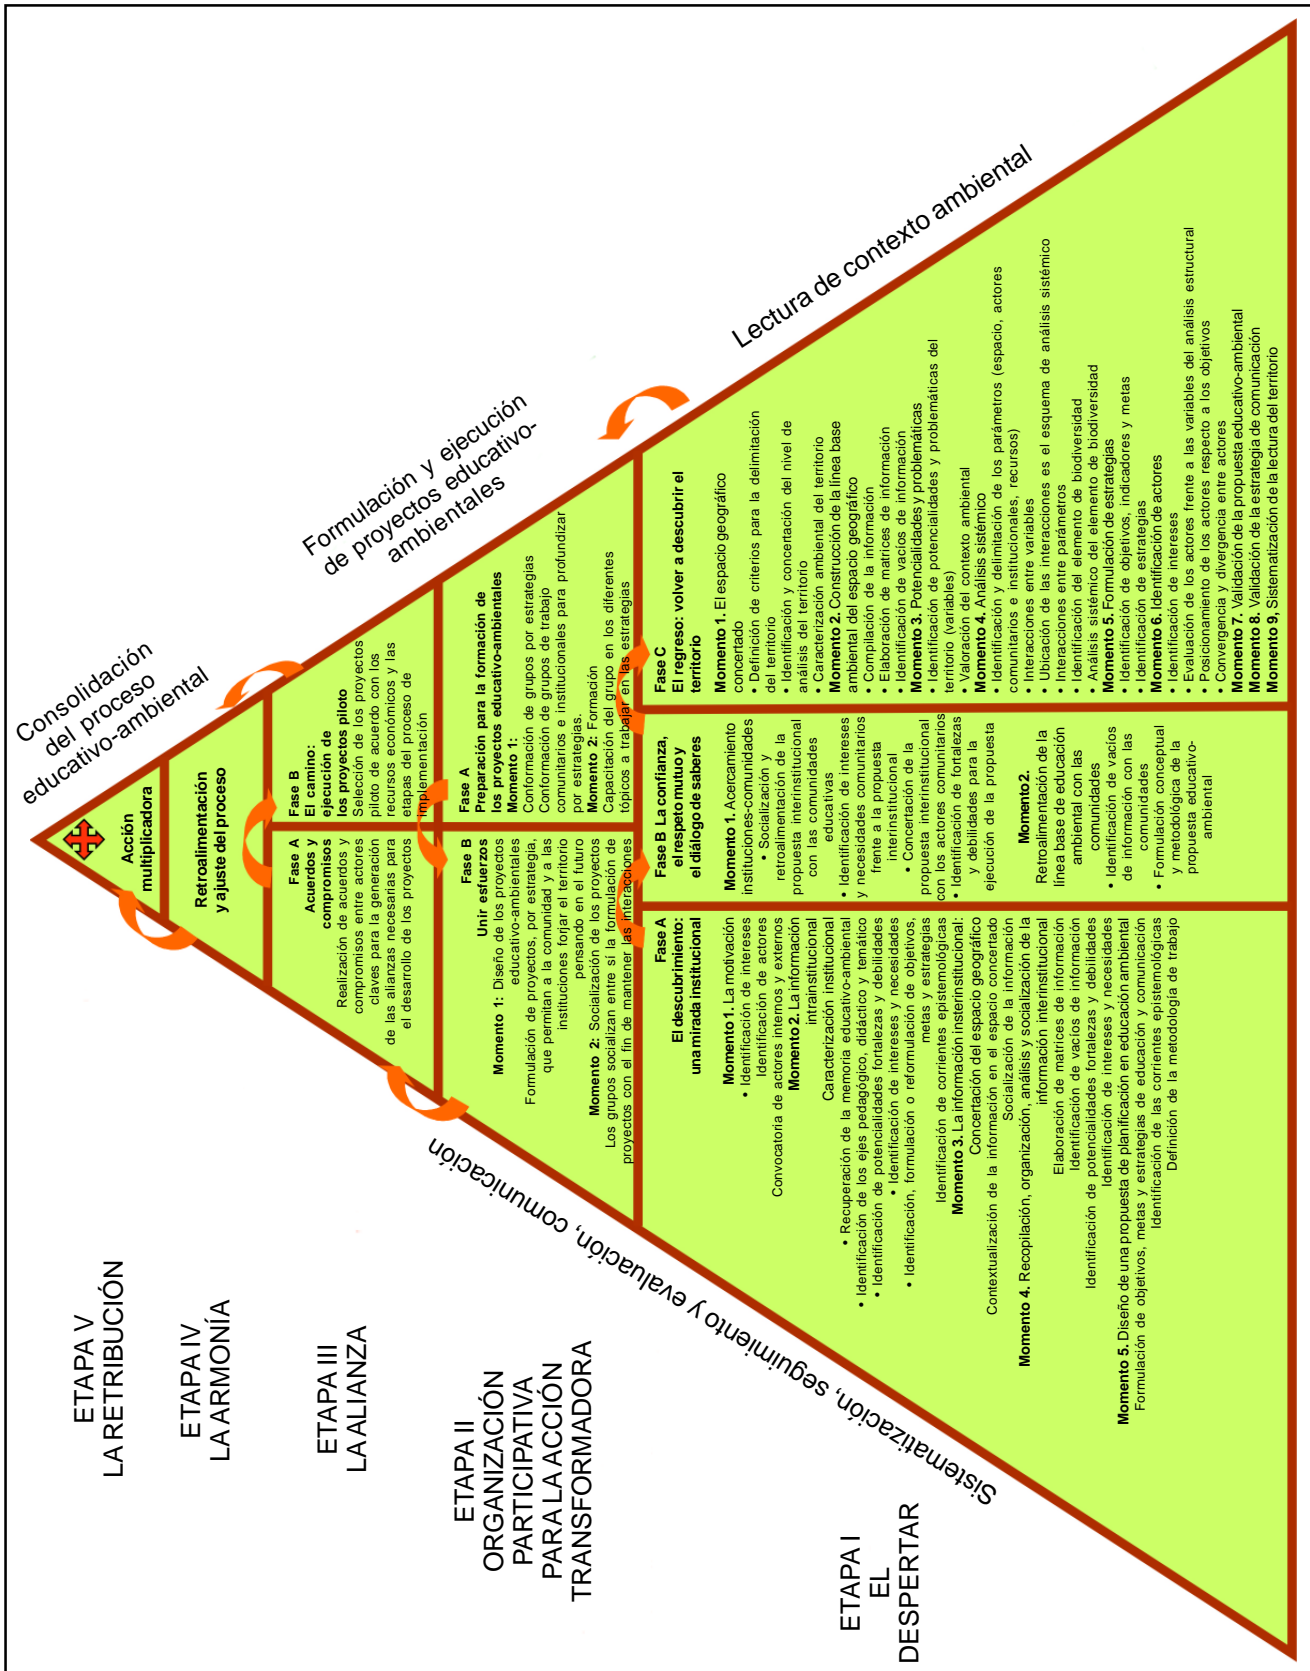 ETAPA V
LA RETRIBUCIÓN
ETAPA IV
LA ARMONÍA
ETAPA III
LA ALIANZA
ETAPA II
ORGANIZACIÓN
PARTICIPATIVA
PARA LA ACCIÓN
TRANSFORMADORA
ETAPA I
EL
DESPERTAR
Sistematización, seguimiento y evaluación, comunicación
Consolidación
del proceso
educativo-ambiental
Formulación y ejecución
de proyectos educativo-
ambientales
Lectura de contexto ambiental
Acción
multiplicadora
Retroalimentación
y ajuste del proceso
Fase A
Acuerdos y
compromisos
Realización de acuerdos y
compromisos entre actores
claves para la generación
de las alianzas necesarias para
el desarrollo de los proyectos
Fase B
El camino:
ejecución de
los proyectos piloto
Selección de los proyectos
piloto de acuerdo con los
recursos económicos y las
etapas del proceso de
implementación
Fase B
Unir esfuerzos
Momento 1: Diseño de los proyectos
educativo-ambientales
Formulación de proyectos, por estrategia,
que permitan a la comunidad y a las
instituciones forjar el territorio
pensando en el futuro
Momento 2: Socialización de los proyectos
Los grupos socializan entre sí la formulación de
proyectos con el fin de mantener las interacciones
Fase A
Preparación para la formación de
los proyectos educativo-ambientales
Momento 1:
Conformación de grupos por estrategias
Conformación de grupos de trabajo
comunitarios e institucionales para profundizar
por estrategias.
Momento 2: Formación
Capacitación del grupo en los diferentes
tópicos a trabajar en las estrategias
Fase A
El descubrimiento:
una mirada institucional
Momento 1. La motivación
• Identificación de intereses
Identificación de actores
Convocatoria de actores internos y externos
Momento 2. La información
intrainstitucional
Caracterización institucional
• Recuperación de la memoria educativo-ambiental
• Identificación de los ejes pedagógico, didáctico y temático
• Identificación de potencialidades fortalezas y debilidades
• Identificación de intereses y necesidades
• Identificación, formulación o reformulación de objetivos,
metas y estrategias
Identificación de corrientes epistemológicas
Momento 3. La información insterinstitucional:
Concertación del espacio geográfico
Contextualización de la información en el espacio concertado
Socialización de la información
Momento 4. Recopilación, organización, análisis y socialización de la
información interinstitucional
Elaboración de matrices de información
Identificación de vacíos de información
Identificación de potencialidades fortalezas y debilidades
Identificación de intereses y necesidades
Momento 5. Diseño de una propuesta de planificación en educación ambiental
Formulación de objetivos, metas y estrategias de educación y comunicación
Identificación de las corrientes epistemológicas
Definición de la metodología de trabajo
Fase B La confianza,
el respeto mutuo y
el diálogo de saberes
Momento 1. Acercamiento
instituciones-comunidades
• Socialización y
retroalimentación de la
propuesta interinstitucional
con las comunidades
educativas
• Identificación de intereses
y necesidades comunitarios
frente a la propuesta
interinstitucional
• Concertación de la
propuesta interinstitucional
con los actores comunitarios
• Identificación de fortalezas
y debilidades para la
ejecución de la propuesta
Momento2.
Retroalimentación de la
línea base de educación
ambiental con las
comunidades
• Identificación de vacios
de información con las
comunidades
• Formulación conceptual
y metodológica de la
propuesta educativo-
ambiental
Fase C
El regreso: volver a descubrir el
territorio
Momento 1. El espacio geográfico
concertado
• Definición de criterios para la delimitación
del territorio
• Identificación y concertación del nivel de
análisis del territorio
• Caracterización ambiental del territorio
Momento 2. Construcción de la línea base
ambiental del espacio geográfico
• Compilación de la información
• Elaboración de matrices de información
• Identificación de vacios de información
Momento 3. Potencialidades y problemáticas
• Identificación de potencialidades y problemáticas del
territorio (variables)
• Valoración del contexto ambiental
Momento 4. Análisis sistémico
• Identificación y delimitación de los parámetros (espacio, actores
comunitarios e institucionales, recursos)
• Interacciones entre variables
• Ubicación de las interacciones es el esquema de análisis sistémico
• Interacciones entre parámetros
• Identificación del elemento de biodiversidad
• Análisis sistémico del elemento de biodiversidad
Momento 5. Formulación de estrategias
• Identificación de objetivos, indicadores y metas
• Identificación de estrategias
Momento 6. Identificación de actores
• Identificación de intereses
• Evaluación de los actores frente a las variables del análisis estructural
• Posicionamiento de los actores respecto a los objetivos
• Convergencia y divergencia entre actores
Momento 7. Validación de la propuesta educativo-ambiental
Momento 8. Validación de la estrategia de comunicación
Momento 9, Sistematización de la lectura del territorio